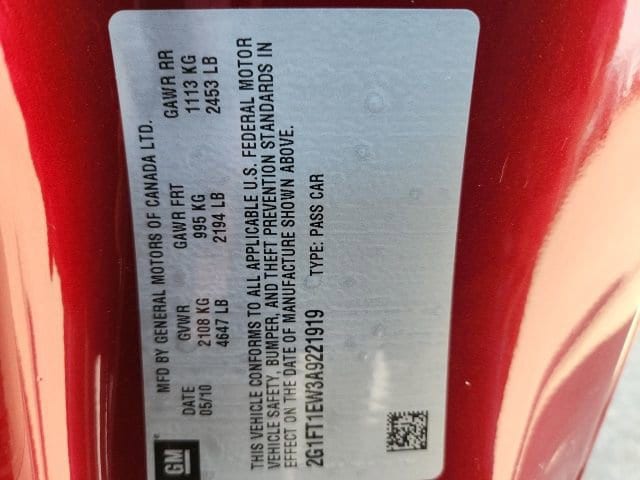 GM
MFD BY GENERAL MOTORS OF CANADA LTD.
DATE GVWR GAWR FRT GAWR RR
05/10 2108 KG 995 KG 1113 KG
4647 LB 2194 LB 2453 LB
THIS VEHICLE CONFORMS TO ALL APPLICABLE U.S. FEDERAL MOTOR
VEHICLE SAFETY, BUMPER, AND THEFT PREVENTION STANDARDS IN
EFFECT ON THE DATE OF MANUFACTURE SHOWN ABOVE.
2G1FT1EW3A9221919 TYPE: PASS CAR